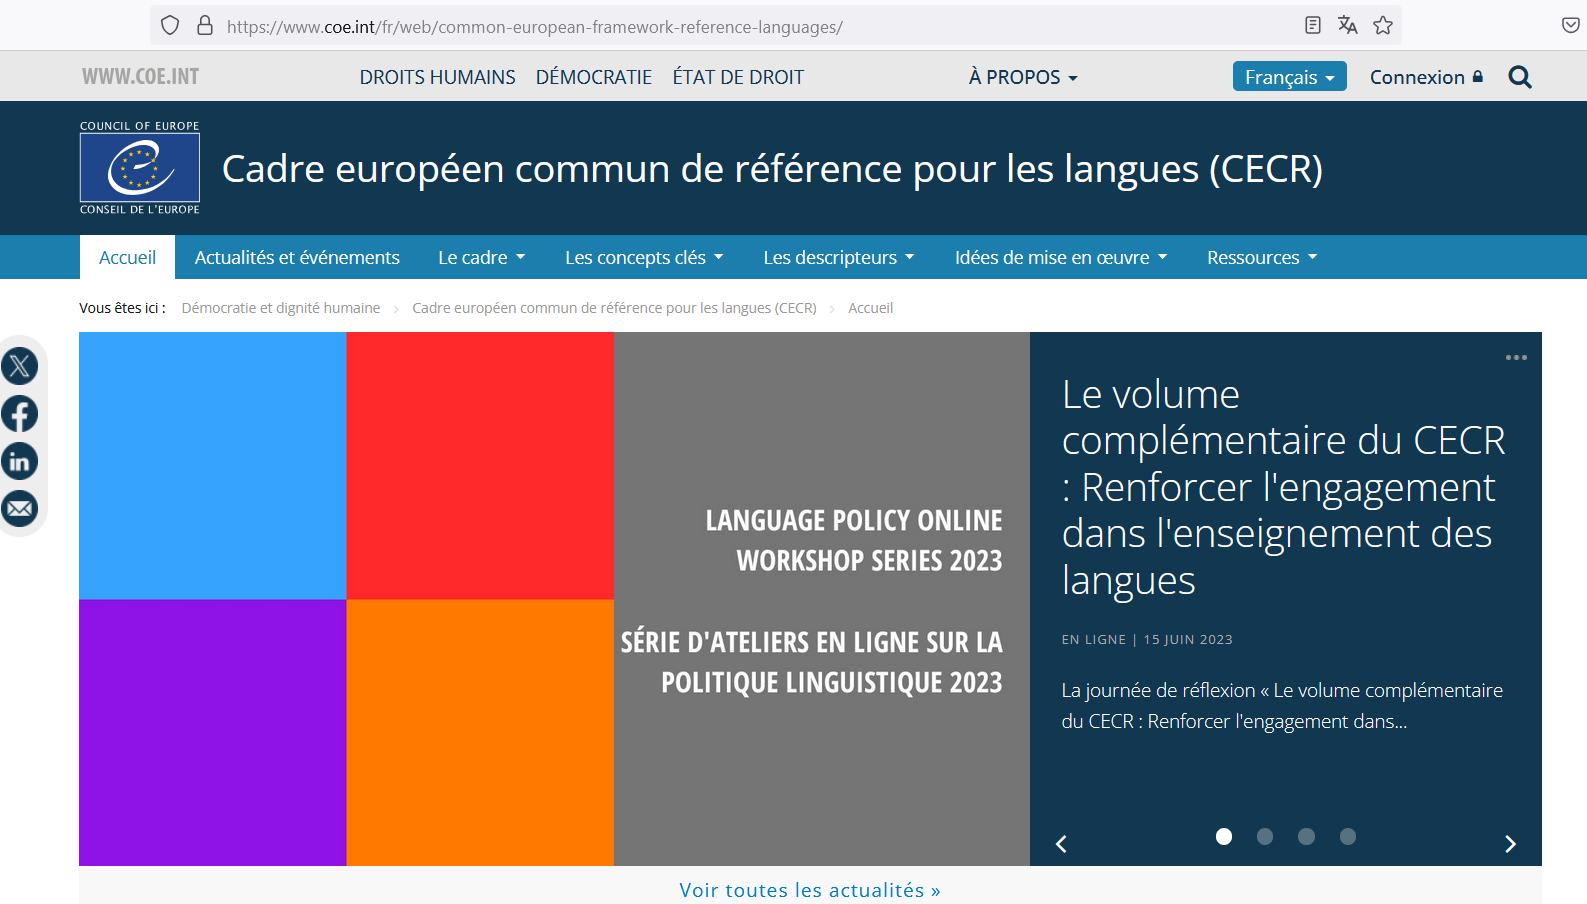 https://www.coe.int/fr/web/common-european-framework-reference-languages/
WWW.COE.INT
DROITS HUMAINS DÉMOCRATIE ÉTAT DE DROIT
À PROPOS
Français
Connexion
COUNCIL OF EUROPE
CONSEIL DE L'EUROPE
Cadre européen commun de référence pour les langues (CECR)
Accueil Actualités et événements Le cadre Les concepts clés Les descripteurs Idées de mise en œuvre Ressources
Vous êtes ici : Démocratie et dignité humaine > Cadre européen commun de référence pour les langues (CECR) > Accueil
LANGUAGE POLICY ONLINE
WORKSHOP SERIES 2023
SÉRIE D'ATELIERS EN LIGNE SUR LA
POLITIQUE LINGUISTIQUE 2023
Le volume
complémentaire du CECR
: Renforcer l'engagement
dans l'enseignement des
langues
EN LIGNE | 15 JUIN 2023
La journée de réflexion « Le volume complémentaire
du CECR : Renforcer l'engagement dans...
Voir toutes les actualités »